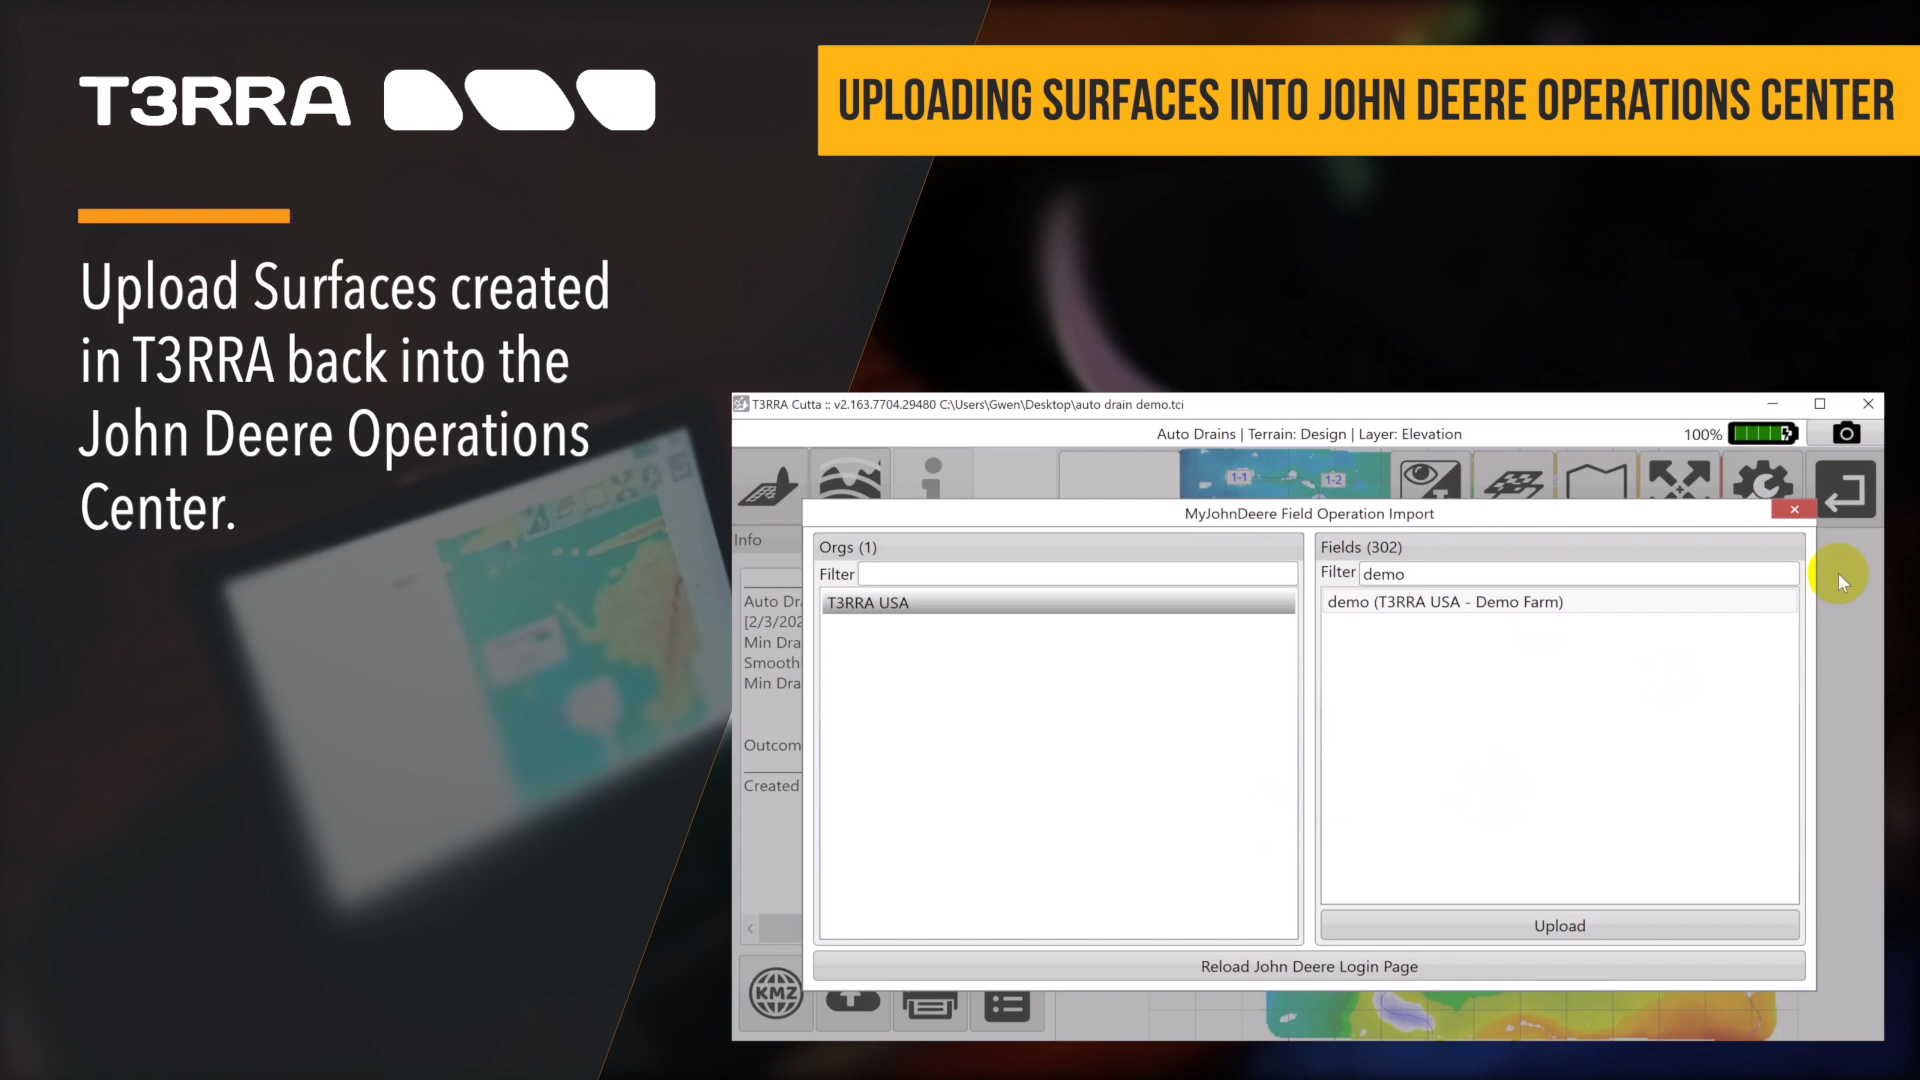 T3RRA
UPLOADING SURFACES INTO JOHN DEERE OPERATIONS CENTER
Upload Surfaces created
in T3RRA back into the
John Deere Operations
Center.
T3RRA Cutta :: v2.163.7704.29480 C:\Users\Gwen\Desktop\auto drain demo.tci
Auto Drains | Terrain: Design | Layer: Elevation
100%
1-1
1-2
MyJohnDeere Field Operation Import
Info
Orgs (1)
Filter
T3RRA USA
Fields (302)
Filter demo
demo (T3RRA USA - Demo Farm)
Auto Dr
[2/3/202
Min Dra
Smooth
Min Dra
Outcom
Created
Upload
Reload John Deere Login Page
KMZ